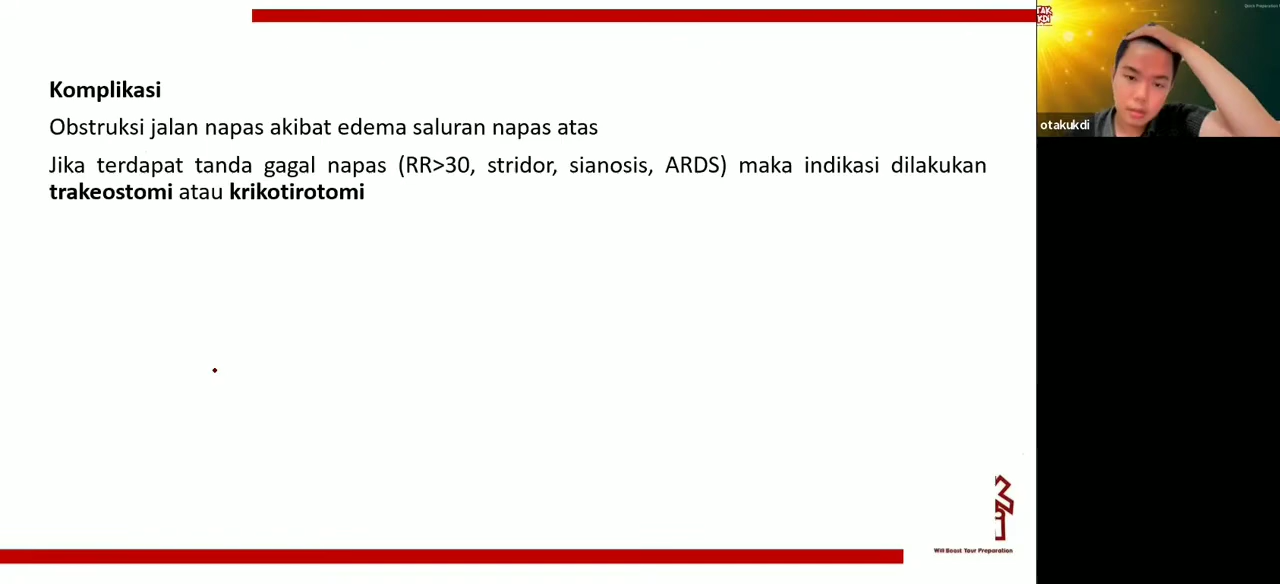 Komplikasi
Obstruksi jalan napas akibat edema saluran napas atas
Jika terdapat tanda gagal napas (RR>30, stridor, sianosis, ARDS) maka indikasi dilakukan
trakeostomi atau krikotirotomi
otakukdi
Will Boost Your Preparation